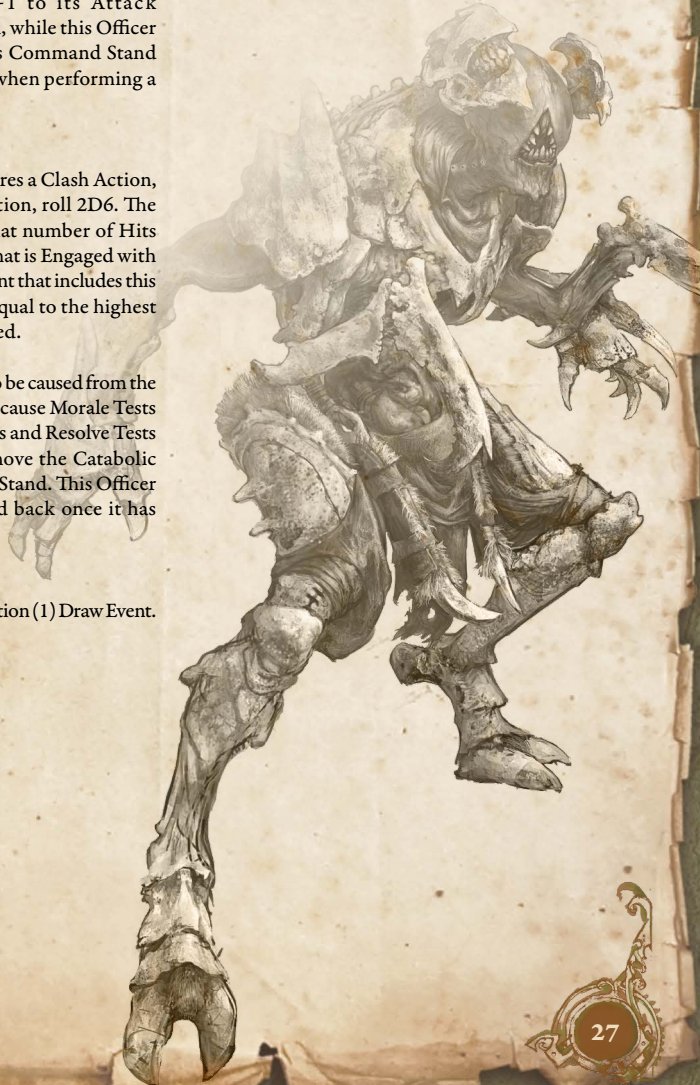 -1 to its Attack
, while this Officer
s Command Stand
when performing a
res a Clash Action,
tion, roll 2D6. The
at number of Hits
hat is Engaged with
nt that includes this
qual to the highest
ed.
o be caused from the
cause Morale Tests
s and Resolve Tests
nove the Catabolic
Stand. This Officer
d back once it has
tion (1) Draw Event.
27